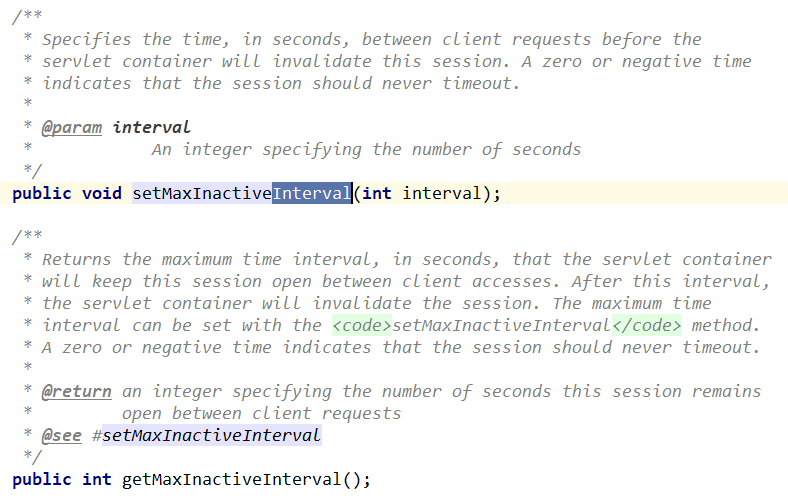 /**
* Specifies the time, in seconds, between client requests before the
* servlet container will invalidate this session. A zero or negative time
* indicates that the session should never timeout.
*
* @param interval
* An integer specifying the number of seconds
*/
public void setMaxInactiveInterval(int interval);
/**
* Returns the maximum time interval, in seconds, that the servlet container
* will keep this session open between client accesses. After this interval,
* the servlet container will invalidate the session. The maximum time
* interval can be set with the <code>setMaxInactiveInterval</code> method.
* A zero or negative time indicates that the session should never timeout.
*
* @return an integer specifying the number of seconds this session remains
* open between client requests
* @see #setMaxInactiveInterval
*/
public int getMaxInactiveInterval();